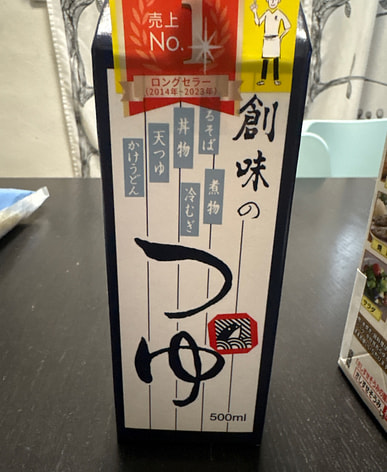 売上
No.1
ロングセラー
(2014年-2023年)
創味の
るそば
丼物
天つゆ
かけうどん
煮物
冷むぎ
つゆ
500ml